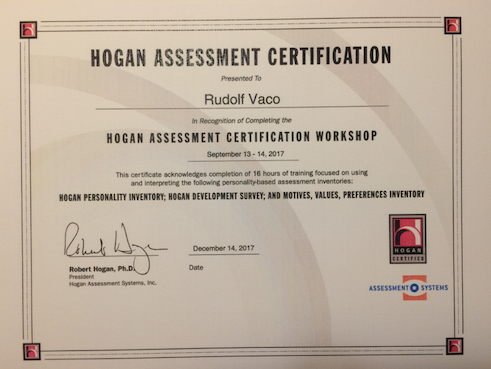 HOGAN ASSESSMENT CERTIFICATION
Presented To
Rudolf Vaco
In Recognition of Completing the
HOGAN ASSESSMENT CERTIFICATION WORKSHOP
September 13 - 14, 2017
This certificate acknowledges completion of 16 hours of training focused on using
and interpreting the following personality-based assessment inventories:
HOGAN PERSONALITY INVENTORY; HOGAN DEVELOPMENT SURVEY; AND MOTIVES, VALUES, PREFERENCES INVENTORY
Robert Hogan
December 14, 2017
Robert Hogan, Ph.D.
Date
President
Hogan Assessment Systems, Inc.
HOGAN
CERTIFIED
ASSESSMENT SYSTEMS